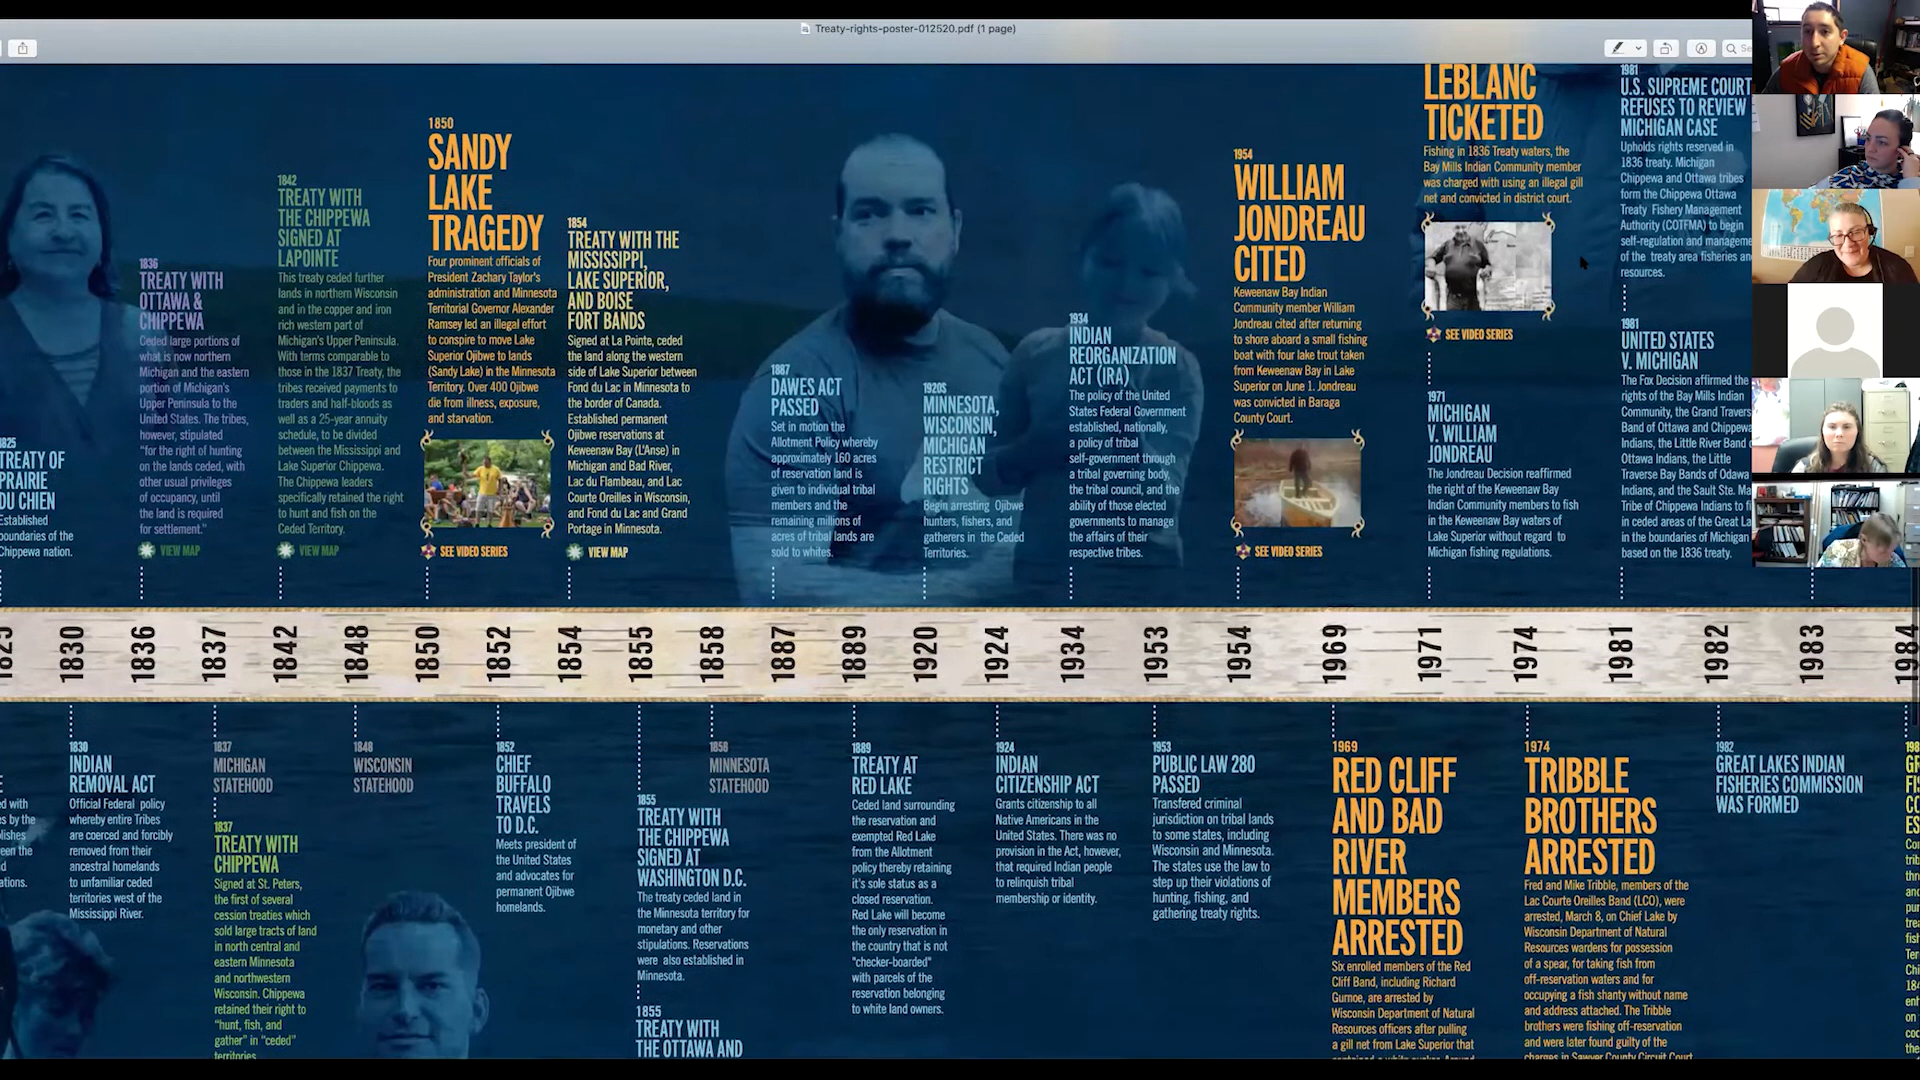 Treaty-rights-poster-012520.pdf (1 page)
1825
TREATY OF
PRAIRIE
DU CHIEN
Established
boundaries of the
Chippewa nation.
1836
TREATY WITH
OTTAWA &
CHIPPEWA
Ceded large portions of
what is now northern
Michigan and the eastern
portion of Michigan's
Upper Peninsula to the
United States. The tribes,
however, stipulated
"for the right of hunting
on the lands ceded, with
other usual privileges
of occupancy, until
the land is required
for settlement."
VIEW MAP
1842
TREATY WITH
THE CHIPPEWA
SIGNED AT
LAPOINTE
This treaty ceded further
lands in northern Wisconsin
and in the copper and iron
rich western part of
Michigan's Upper Peninsula.
With terms comparable to
those in the 1837 Treaty, the
tribes received payments to
traders and half-bloods as
well as a 25-year annuity
schedule, to be divided
between the Mississippi and
Lake Superior Chippewa.
The Chippewa leaders
specifically retained the right
to hunt and fish on the
Ceded Territory.
VIEW MAP
1850
SANDY
LAKE
TRAGEDY
Four prominent officials of
President Zachary Taylor's
administration and Minnesota
Territorial Governor Alexander
Ramsey led an illegal effort
to conspire to move Lake
Superior Ojibwe to lands
(Sandy Lake) in the Minnesota
Territory. Over 400 Ojibwe
die from illness, exposure,
and starvation.
SEE VIDEO SERIES
1854
TREATY WITH THE
MISSISSIPPI,
LAKE SUPERIOR,
AND BOISE
FORT BANDS
Signed at La Pointe, ceded
the land along the western
side of Lake Superior between
Fond du Lac in Minnesota to
the border of Canada.
Established permanent
Ojibwe reservations at
Keweenaw Bay (L'Anse) in
Michigan and Bad River,
Lac du Flambeau, and Lac
Courte Oreilles in Wisconsin,
and Fond du Lac and Grand
Portage in Minnesota.
VIEW MAP
1887
DAWES ACT
PASSED
Set in motion the
Allotment Policy whereby
approximately 160 acres
of reservation land is
given to individual tribal
members and the
remaining millions of
acres of tribal lands are
sold to whites.
1920S
MINNESOTA,
WISCONSIN,
MICHIGAN
RESTRICT
RIGHTS
Begin arresting Ojibwe
hunters, fishers, and
gatherers in the Ceded
Territories.
1934
INDIAN
REORGANIZATION
ACT (IRA)
The policy of the United
States Federal Government
established, nationally,
a policy of tribal
self-government through
a tribal governing body,
the tribal council, and the
ability of those elected
governments to manage
the affairs of their
respective tribes.
1954
WILLIAM
JONDREAU
CITED
Keweenaw Bay Indian
Community member William
Jondreau cited after returning
to shore aboard a small fishing
boat with four lake trout taken
from Keweenaw Bay in Lake
Superior on June 1. Jondreau
was convicted in Baraga
County Court.
SEE VIDEO SERIES
LEBLANC
TICKETED
Fishing in 1836 Treaty waters, the
Bay Mills Indian Community member
was charged with using an illegal gill
net and convicted in district court.
SEE VIDEO SERIES
1971
MICHIGAN
V. WILLIAM
JONDREAU
The Jondreau Decision reaffirmed
the right of the Keweenaw Bay
Indian Community members to fish
in the Keweenaw Bay waters of
Lake Superior without regard to
Michigan fishing regulations.
1981
U.S. SUPREME COURT
REFUSES TO REVIEW
MICHIGAN CASE
Upholds rights reserved in
1836 treaty. Michigan
Chippewa and Ottawa tribes
form the Chippewa Ottawa
Treaty Fishery Management
Authority (COTFMA) to begin
self-regulation and manageme
of the treaty area fisheries an
resources.
1981
UNITED STATES
V. MICHIGAN
The Fox Decision affirmed the
rights of the Bay Mills Indian
Community, the Grand Travers
Band of Ottawa and Chippewa
Indians, the Little River Band o
Ottawa Indians, the Little
Traverse Bay Bands of Odawa
Indians, and the Sault Ste. Ma
Tribe of Chippewa Indians to fi
in ceded areas of the Great La
in the boundaries of Michigan
based on the 1836 treaty.
1825 1830 1836 1837 1842 1848 1850 1852 1854 1855 1858 1887 1889 1920 1924 1934 1953 1954 1969 1971 1974 1981 1982 1983 1984
1830
INDIAN
REMOVAL ACT
Official Federal policy
whereby entire Tribes
are coerced and forcibly
removed from their
ancestral homelands
to unfamiliar ceded
territories west of the
Mississippi River.
1837
MICHIGAN
STATEHOOD
1837
TREATY WITH
CHIPPEWA
Signed at St. Peters,
the first of several
cession treaties which
sold large tracts of land
in north central and
eastern Minnesota
and northwestern
Wisconsin. Chippewa
retained their right to
"hunt, fish, and
gather" in "ceded"
territories.
1848
WISCONSIN
STATEHOOD
1852
CHIEF
BUFFALO
TRAVELS
TO D.C.
Meets president of
the United States
and advocates for
permanent Ojibwe
homelands.
1858
MINNESOTA
STATEHOOD
1855
TREATY WITH
THE CHIPPEWA
SIGNED AT
WASHINGTON D.C.
The treaty ceded land in
the Minnesota territory for
monetary and other
stipulations. Reservations
were also established in
Minnesota.
1855
TREATY WITH
THE OTTAWA AND
1889
TREATY AT
RED LAKE
Ceded land surrounding
the reservation and
exempted Red Lake
from the Allotment
policy thereby retaining
it's sole status as a
closed reservation.
Red Lake will become
the only reservation in
the country that is not
"checker-boarded"
with parcels of the
reservation belonging
to white land owners.
1924
INDIAN
CITIZENSHIP ACT
Grants citizenship to all
Native Americans in the
United States. There was no
provision in the Act, however,
that required Indian people
to relinquish tribal
membership or identity.
1953
PUBLIC LAW 280
PASSED
Transfered criminal
jurisdiction on tribal lands
to some states, including
Wisconsin and Minnesota.
The states use the law to
step up their violations of
hunting, fishing, and
gathering treaty rights.
1969
RED CLIFF
AND BAD
RIVER
MEMBERS
ARRESTED
Six enrolled members of the Red
Cliff Band, including Richard
Gurnoe, are arrested by
Wisconsin Department of Natural
Resources officers after pulling
a gill net from Lake Superior that
1974
TRIBBLE
BROTHERS
ARRESTED
Fred and Mike Tribble, members of the
Lac Courte Oreilles Band (LCO), were
arrested, March 8, on Chief Lake by
Wisconsin Department of Natural
Resources wardens for possession
of a spear, for taking fish from
off-reservation waters and for
occupying a fish shanty without name
and address attached. The Tribble
brothers were fishing off-reservation
and were later found guilty of the
charges in Sawyer County Circuit Court
1982
GREAT LAKES INDIAN
FISHERIES COMMISSION
WAS FORMED